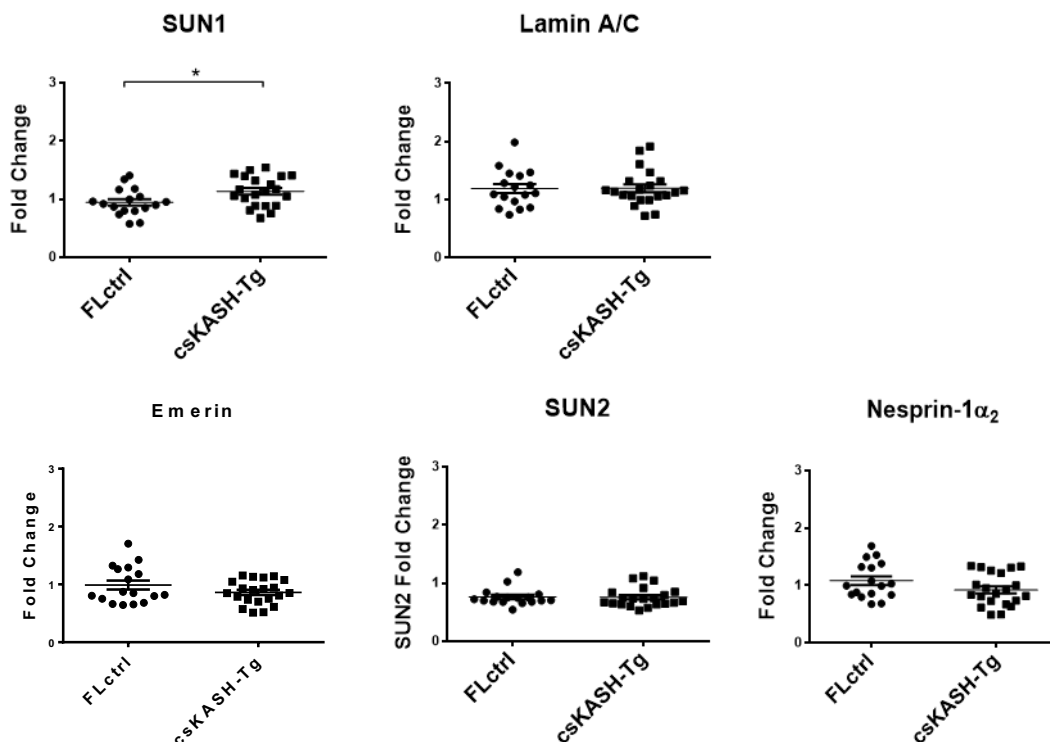 SUN1
Lamin A/C
*
Fold Change
3
2
1
0
FLctrl
csKASH-Tg
Fold Change
3
2
1
0
FLctrl
csKASH-Tg
Emerin
SUN2
Nesprin-1α₂
Fold Change
3
2
1
0
FLctrl
csKASH-Tg
SUN2 Fold Change
3
2
1
0
FLctrl
csKASH-Tg
Fold Change
3
2
1
0
FLctrl
csKASH-Tg